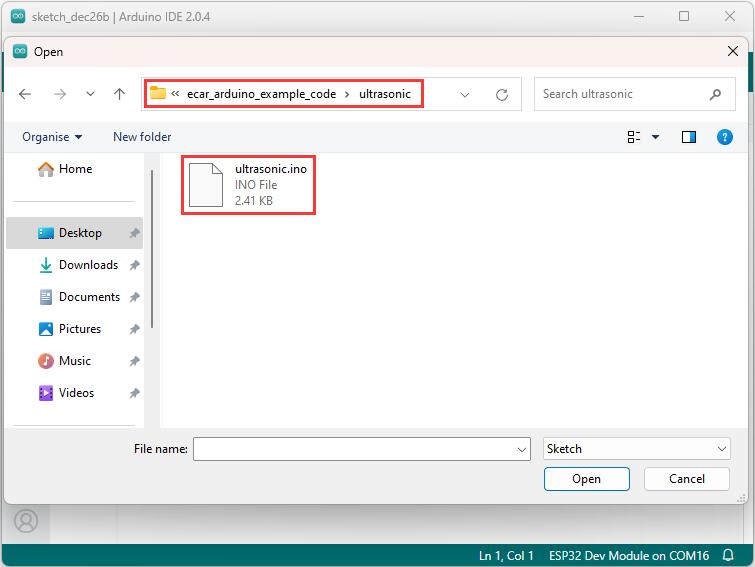 sketch_dec26b | Arduino IDE 2.0.4
Open
« ecar_arduino_example_code > ultrasonic
Search ultrasonic
Organise
New folder
Home
Desktop
Downloads
Documents
Pictures
Music
Videos
ultrasonic.ino
INO File
2.41 KB
File name:
Sketch
Open
Cancel
Ln 1, Col 1
ESP32 Dev Module on COM16